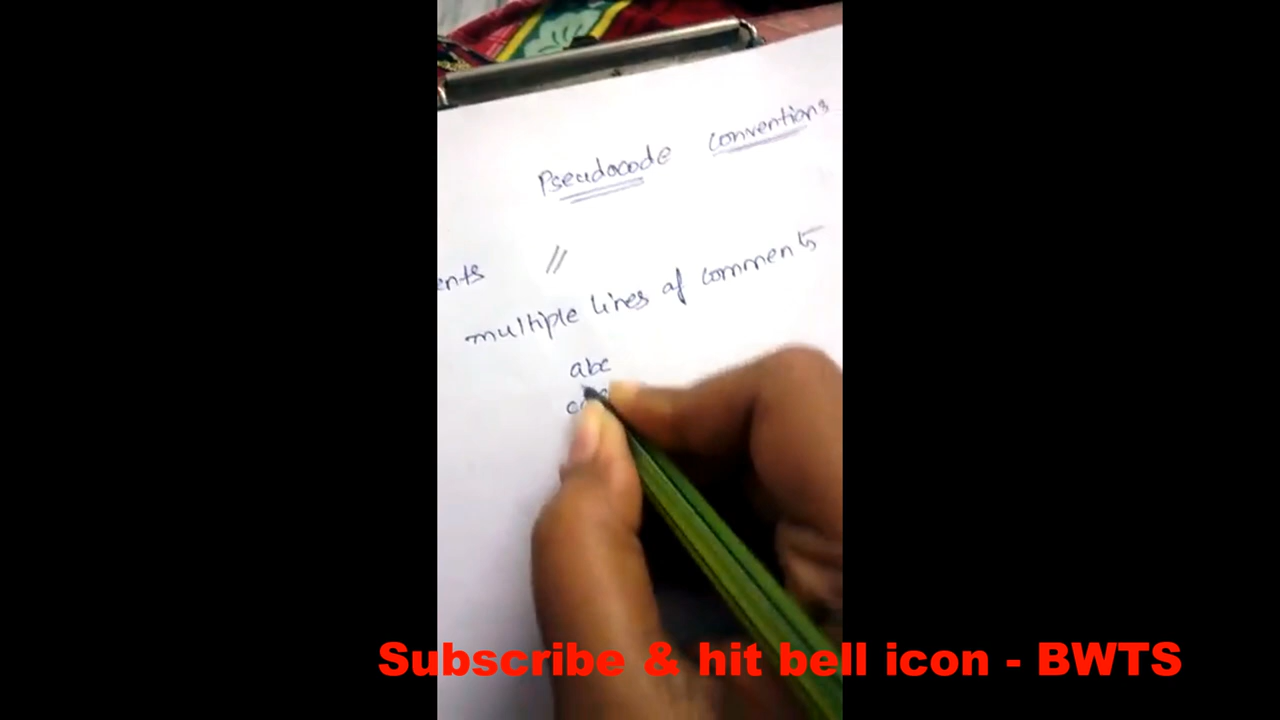 Pseudocode conventions
ents //
multiple lines of comments
abc
Subscribe & hit bell icon - BWTS